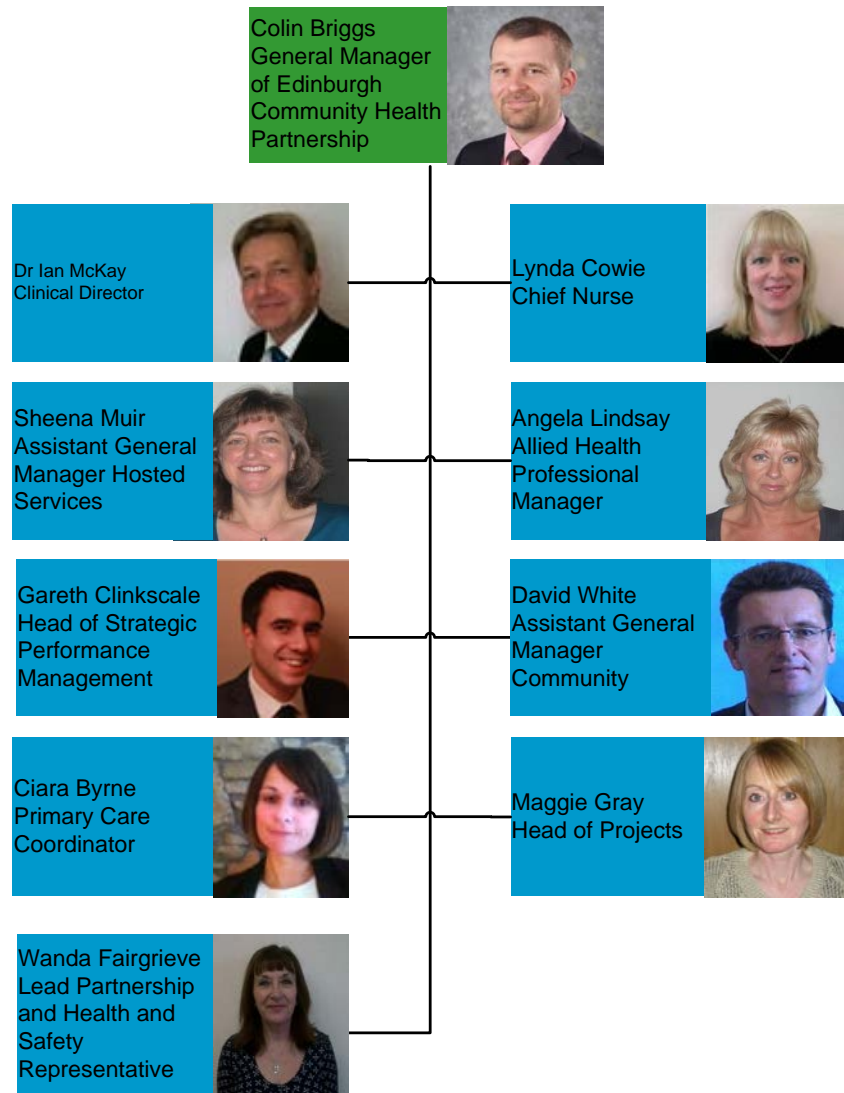 Colin Briggs
General Manager
of Edinburgh
Community Health
Partnership
Dr Ian McKay
Clinical Director
Lynda Cowie
Chief Nurse
Sheena Muir
Assistant General
Manager Hosted
Services
Angela Lindsay
Allied Health
Professional
Manager
Gareth Clinkscale
Head of Strategic
Performance
Management
David White
Assistant General
Manager
Community
Ciara Byrne
Primary Care
Coordinator
Maggie Gray
Head of Projects
Wanda Fairgrieve
Lead Partnership
and Health and
Safety
Representative